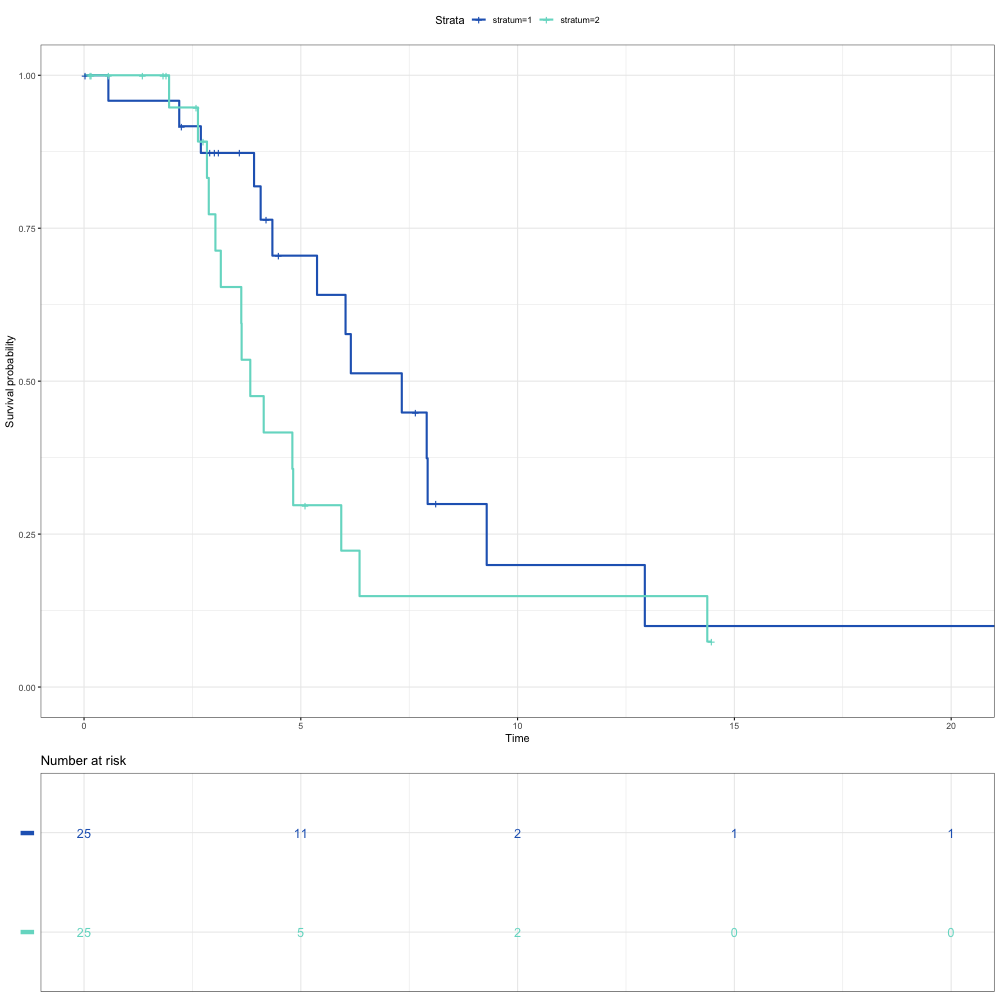 Strata stratum=1 stratum=2
1.00
0.75
0.50
0.25
0.00
Survival probability
0 5 10 15 20
Time
Number at risk
25 11 2 1 1
25 5 2 0 0